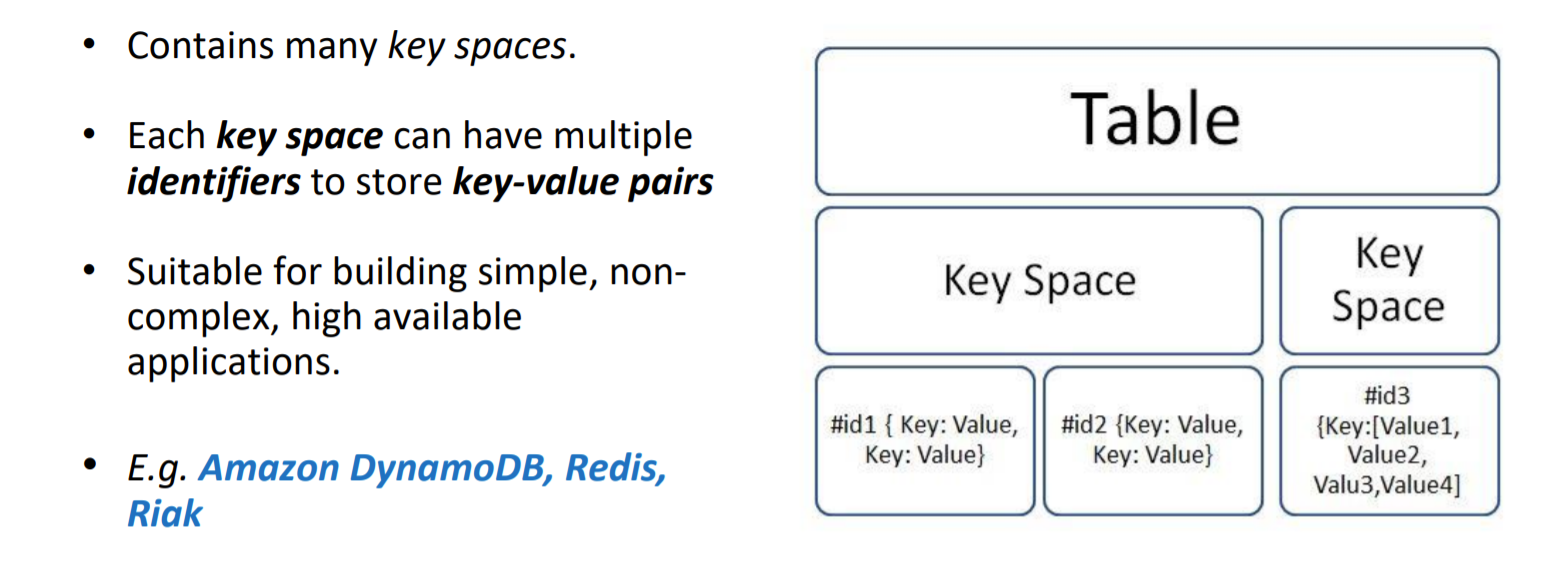 • Contains many key spaces.
• Each key space can have multiple
identifiers to store key-value pairs
• Suitable for building simple, non-
complex, high available
applications.
• E.g. Amazon DynamoDB, Redis,
Riak
Table
Key Space
Key
Space
#id1 { Key: Value,
Key: Value}
#id2 {Key: Value,
Key: Value}
#id3
{Key:[Value1,
Value2,
Valu3,Value4]